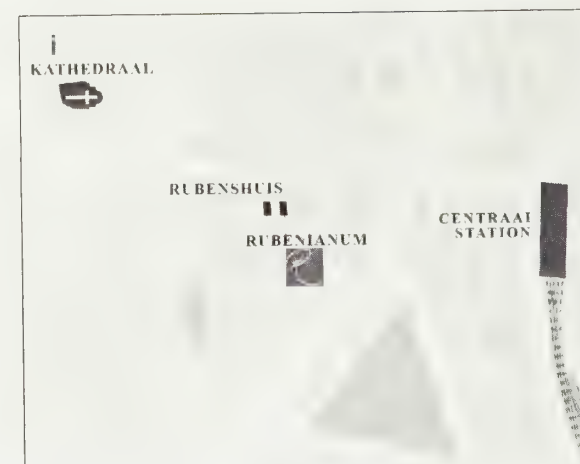 i
KATHEDRAAL
RUBENSHUIS
RUBENIANUM
CENTRAAL
STATION